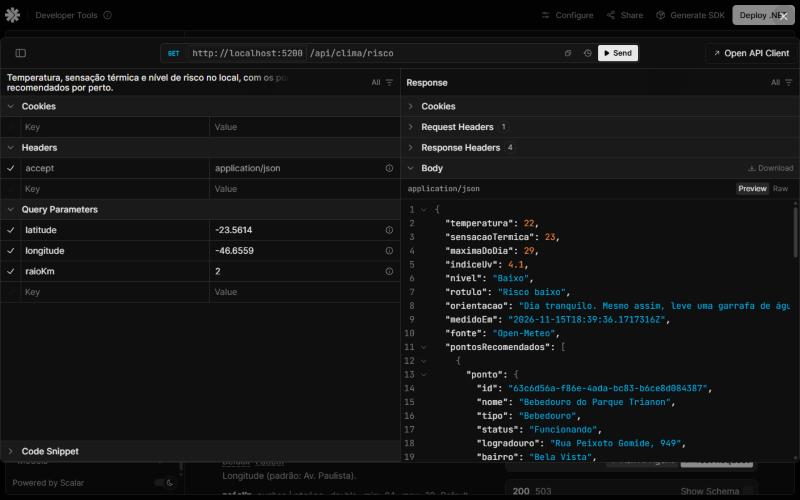 Developer Tools
Configure
Share
Generate SDK
Deploy .NE
GET http://localhost:5200 /api/clima/risco
Send
Open API Client
Temperatura, sensação térmica e nível de risco no local, com os po
recomendados por perto.
All
Cookies
Key Value
Headers
accept application/json
Key Value
Query Parameters
latitude -23.5614
longitude -46.6559
raioKm 2
Key Value
Code Snippet
Response
All
Cookies
Request Headers 1
Response Headers 4
Body
Download
application/json
Preview Raw
1 {
2 "temperatura": 22,
3 "sensacaoTermica": 23,
4 "maximaDoDia": 29,
5 "indiceUv": 4.1,
6 "nivel": "Baixo",
7 "rotulo": "Risco baixo",
8 "orientacao": "Dia tranquilo. Mesmo assim, leve uma garrafa de águ
9 "medidoEm": "2026-11-15T18:39:36.1717316Z",
10 "fonte": "Open-Meteo",
11 "pontosRecomendados": [
12 {
13 "ponto": {
14 "id": "63c6d56a-f86e-4ada-bc83-b6ce8d084387",
15 "nome": "Bebedouro do Parque Trianon",
16 "tipo": "Bebedouro",
17 "status": "Funcionando",
18 "logradouro": "Rua Peixoto Gomide, 949",
19 "bairro": "Bela Vista",
Powered by Scalar
Longitude (padrão: Av. Paulista).
200 503
Show Schema